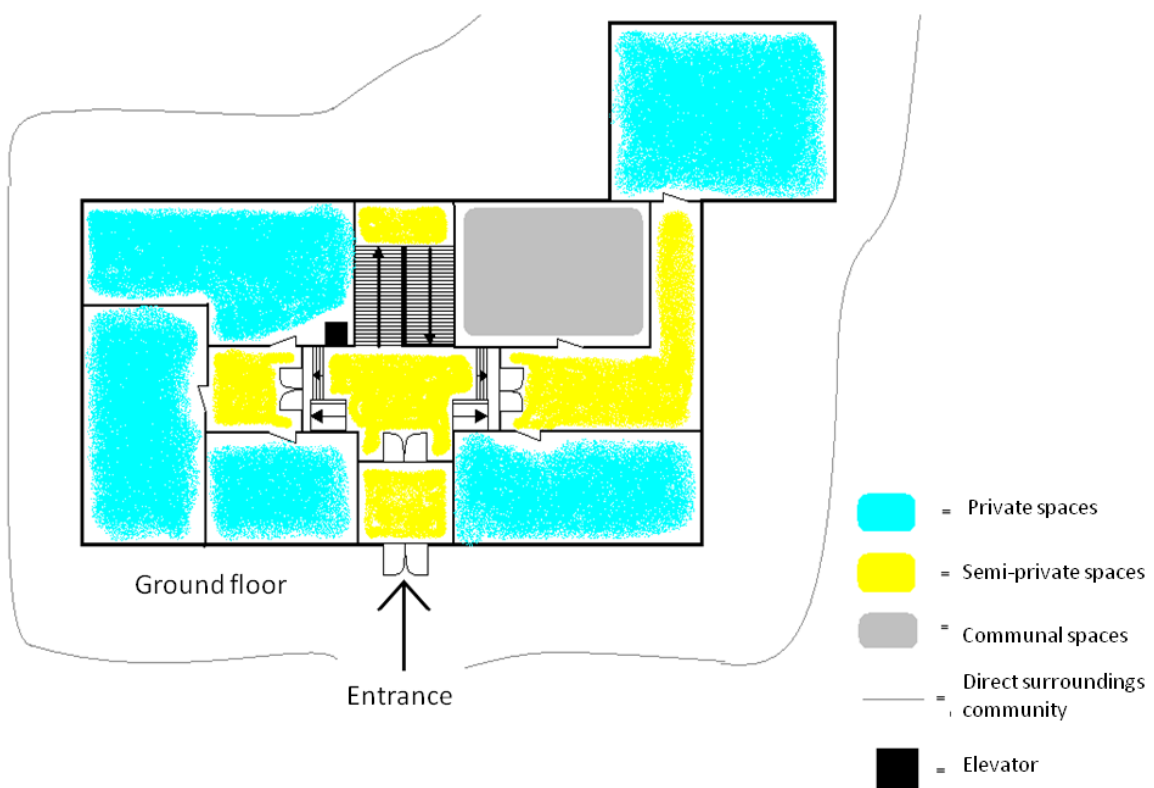 Ground floor
Entrance
= Private spaces
= Semi-private spaces
= Communal spaces
= Direct surroundings
community
= Elevator